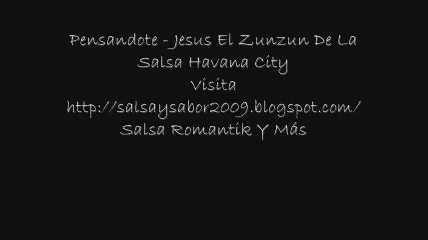 Pensandote - Jesus El Zunzun De La
Salsa Havana City
Visita
http://salsaysabor2009.blogspot.com/
Salsa Romantik Y Más